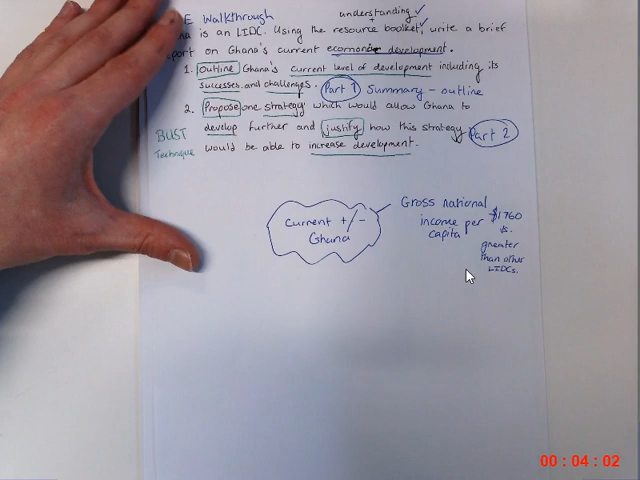 E Walkthrough
understanding ✓
+
na is an LIDC. Using the resource booklet ✓, write a brief
port on Ghana's current economic development.
1. Outline Ghana's current level of development including its
successes and challenges. Part 1 Summary - outline
2. Propose one strategy which would allow Ghana to
develop further and justify how this strategy Part 2
would be able to increase development.
BUST
Technique
Current +/-
Ghana
Gross national
income per
capita
$1760
is
greater
than other
LIDCs.
00:04:02